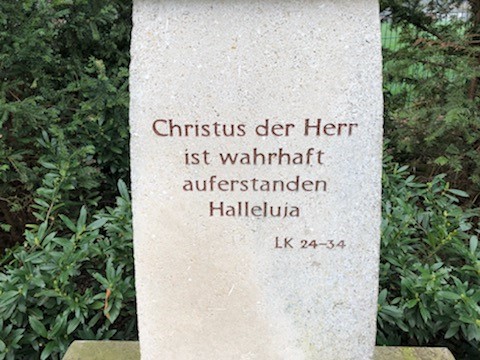 Christus der Herr
ist wahrhaft
auferstanden
Halleluja
LK 24-34